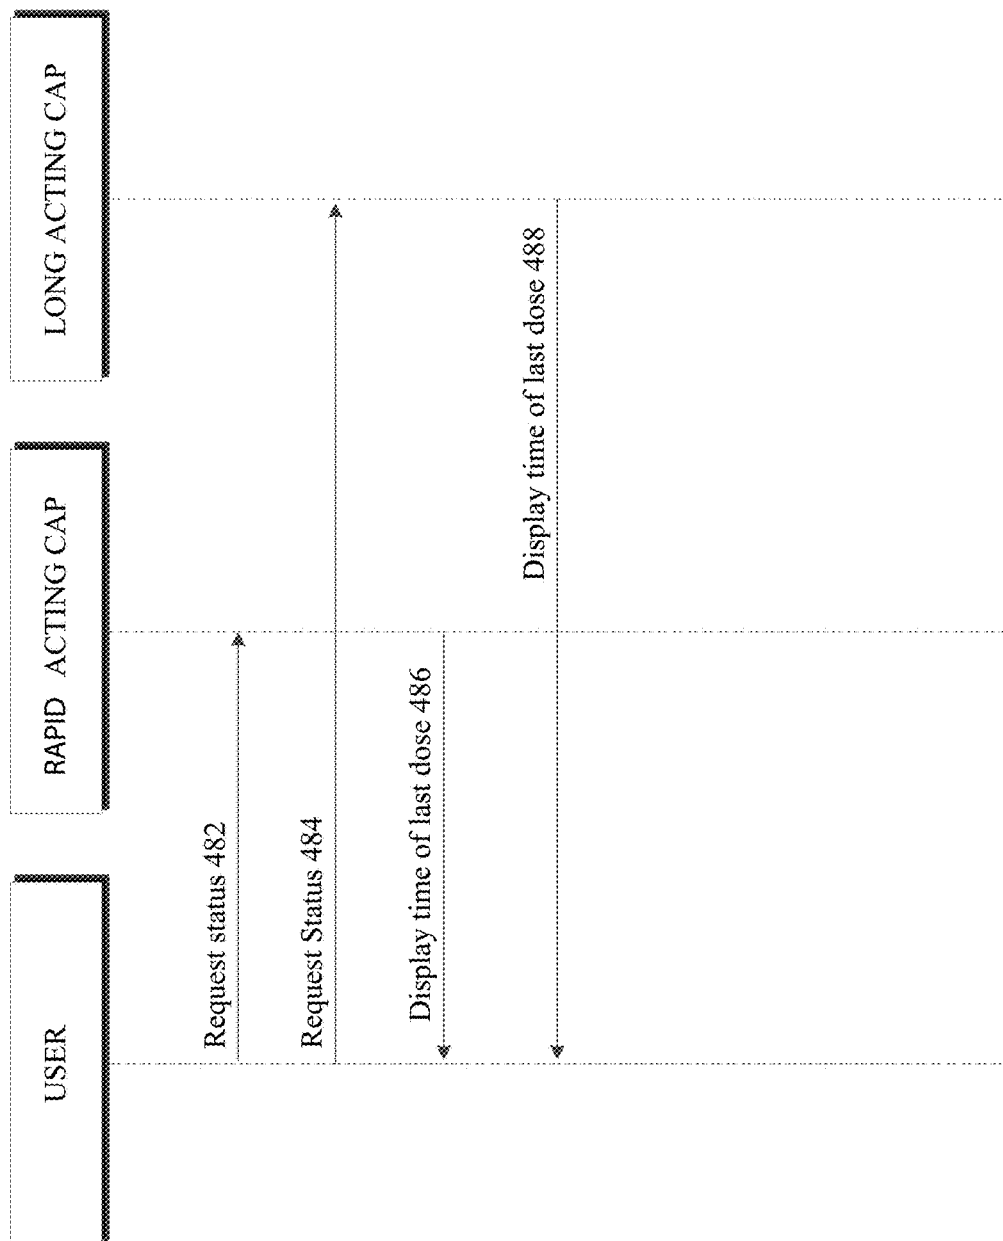 USER
RAPID ACTING CAP
LONG ACTING CAP
Request status 482
Request Status 484
Display time of last dose 486
Display time of last dose 488